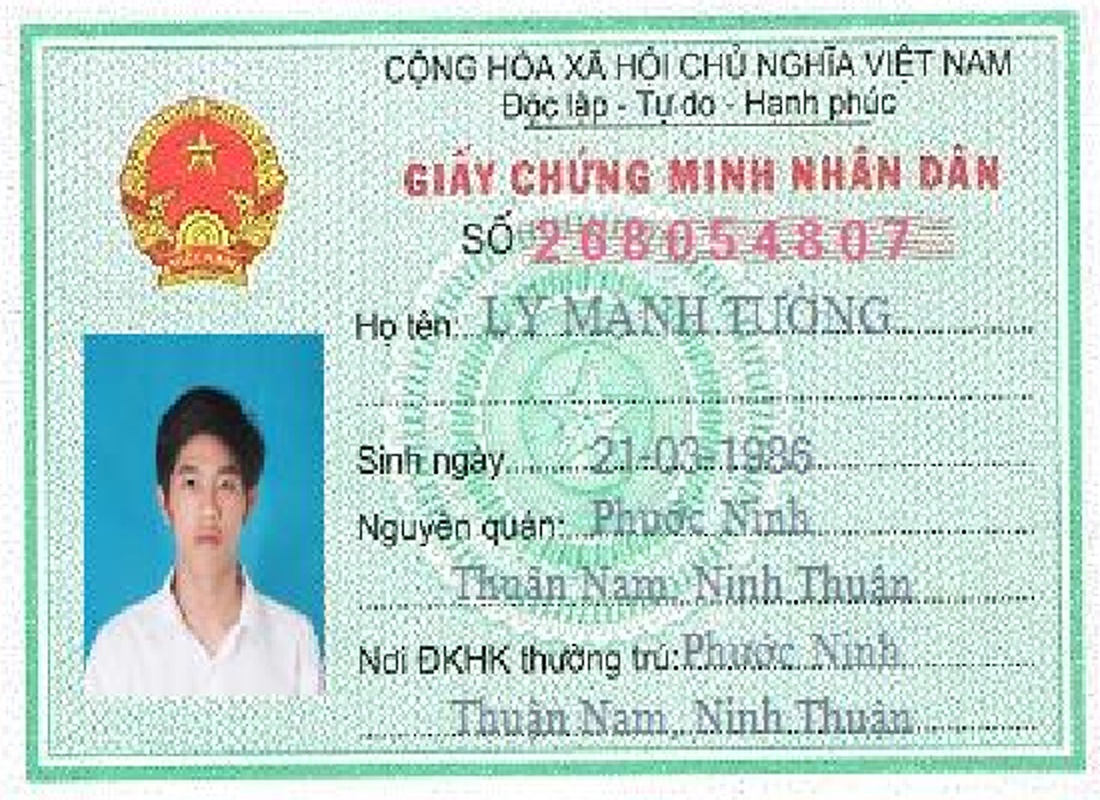 CỘNG HÒA XÃ HỘI CHỦ NGHĨA VIỆT NAM
Độc lập - Tự do - Hạnh phúc
GIẤY CHỨNG MINH NHÂN DÂN
SỐ 268054807
Họ tên: LÝ MẠNH TƯỜNG
Sinh ngày 21-03-1986
Nguyên quán: Phước Ninh
Thuận Nam, Ninh Thuận
Nơi ĐKHK thường trú: Phước Ninh
Thuận Nam, Ninh Thuận